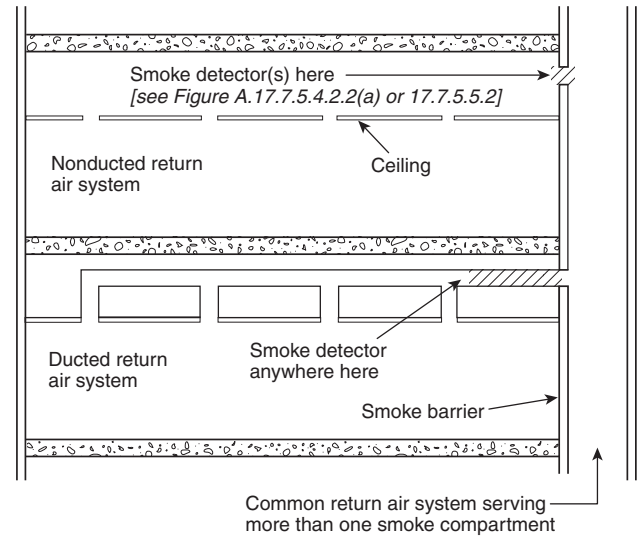 Smoke detector(s) here
[see Figure A.17.7.5.4.2.2(a) or 17.7.5.5.2]
Nonducted return
air system
Ceiling
Ducted return
air system
Smoke detector
anywhere here
Smoke barrier
Common return air system serving
more than one smoke compartment